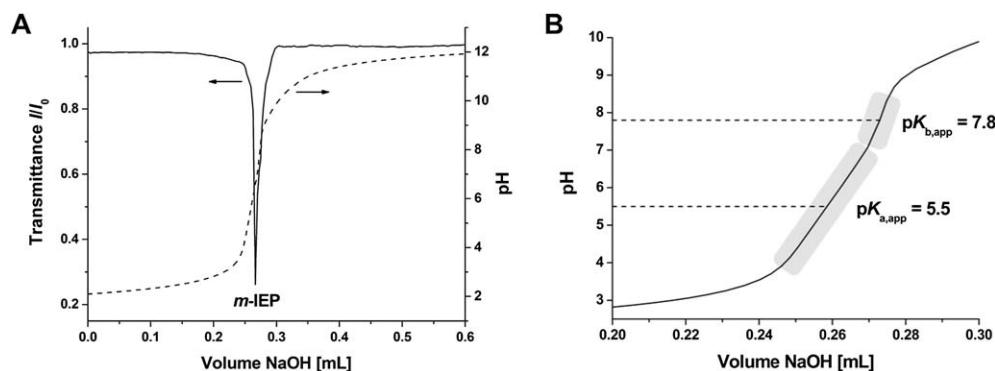 A
B
Transmittance I/I0
1.0
0.8
0.6
0.4
0.2
12
10
8
6
4
2
pH
m-IEP
0.0 0.1 0.2 0.3 0.4 0.5 0.6
Volume NaOH [mL]
pH
10
9
8
7
6
5
4
3
pKb,app = 7.8
pKa,app = 5.5
0.20 0.22 0.24 0.26 0.28 0.30
Volume NaOH [mL]